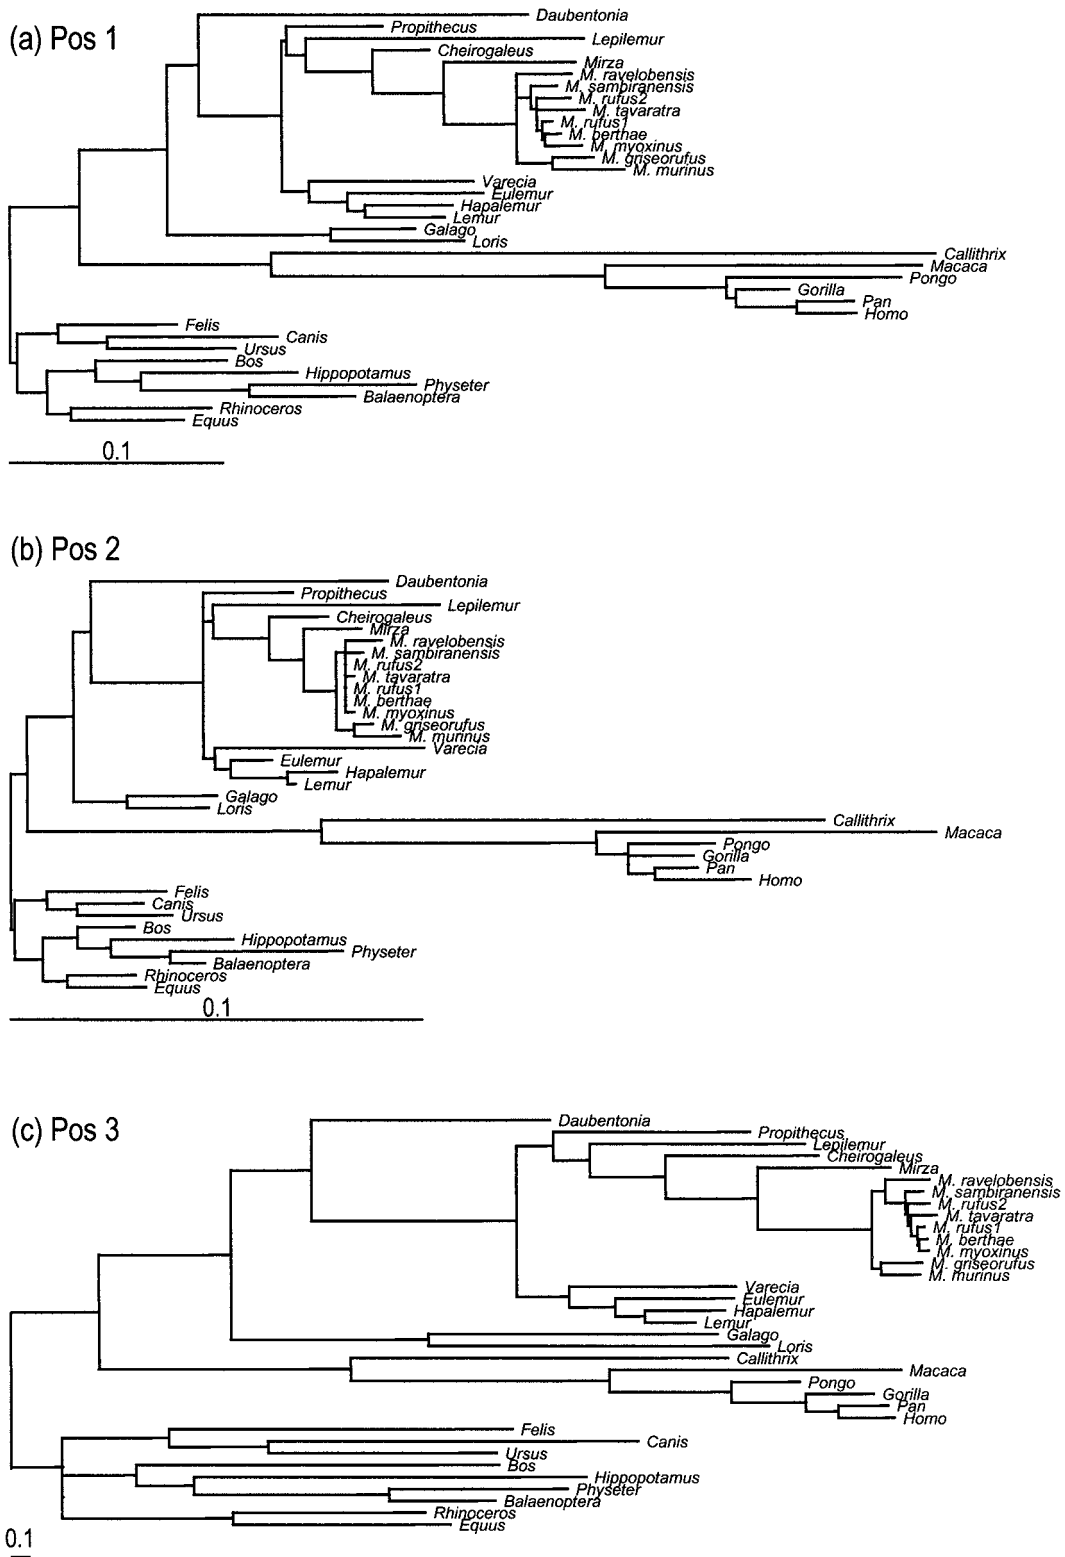 (a) Pos 1
Daubentonia
Propithecus
Lepilemur
Cheirogaleus
Mirza
M. ravelobensis
M. sambiranensis
M. rufus2
M. tavaratra
M. rufus1
M. berthae
M. myoxinus
M. griseorufus
M. murinus
Varecia
Eulemur
Hapalemur
Lemur
Galago
Loris
Callithrix
Macaca
Pongo
Gorilla
Pan
Homo
Felis
Canis
Ursus
Bos
Hippopotamus
Physeter
Balaenoptera
Rhinoceros
Equus
0.1
(b) Pos 2
Daubentonia
Propithecus
Lepilemur
Cheirogaleus
Mirza
M. ravelobensis
M. sambiranensis
M. rufus2
M. tavaratra
M. rufus1
M. berthae
M. myoxinus
M. griseorufus
M. murinus
Varecia
Eulemur
Hapalemur
Lemur
Galago
Loris
Callithrix
Macaca
Pongo
Gorilla
Pan
Homo
Felis
Canis
Ursus
Bos
Hippopotamus
Physeter
Balaenoptera
Rhinoceros
Equus
0.1
(c) Pos 3
Daubentonia
Propithecus
Lepilemur
Cheirogaleus
Mirza
M. ravelobensis
M. sambiranensis
M. rufus2
M. tavaratra
M. rufus1
M. berthae
M. myoxinus
M. griseorufus
M. murinus
Varecia
Eulemur
Hapalemur
Lemur
Galago
Loris
Callithrix
Macaca
Pongo
Gorilla
Pan
Homo
Felis
Canis
Ursus
Bos
Hippopotamus
Physeter
Balaenoptera
Rhinoceros
Equus
0.1